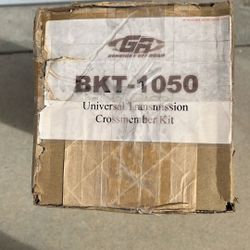 GR
BKT-1050
Universal Transmission
Crossmember Kit